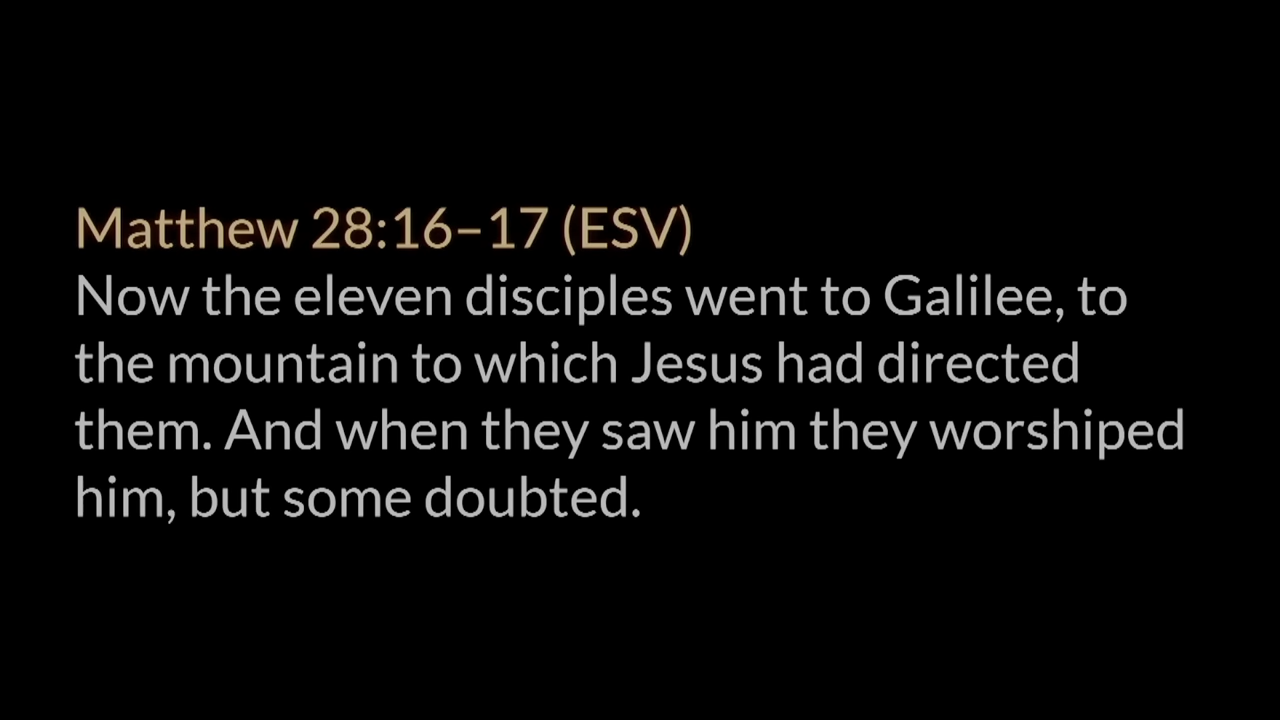 Matthew 28:16–17 (ESV)
Now the eleven disciples went to Galilee, to
the mountain to which Jesus had directed
them. And when they saw him they worshiped
him, but some doubted.